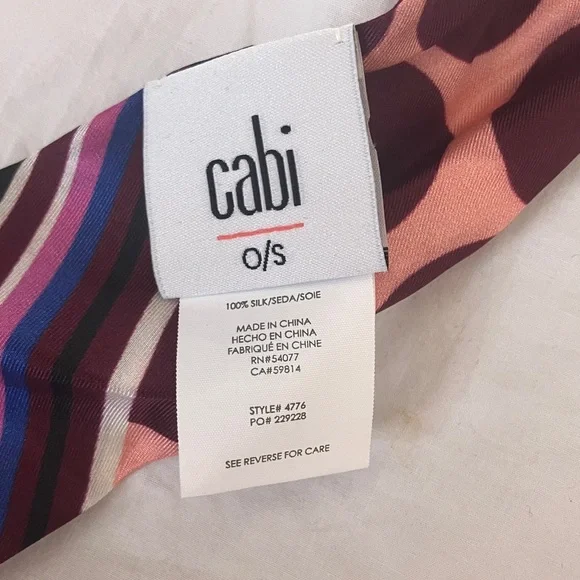 cabi
O/S
100% SILK/SEDA/SOIE
MADE IN CHINA
HECHO EN CHINA
FABRIQUÉ EN CHINE
RN#54077
CA#59814
STYLE# 4776
PO# 229228
SEE REVERSE FOR CARE